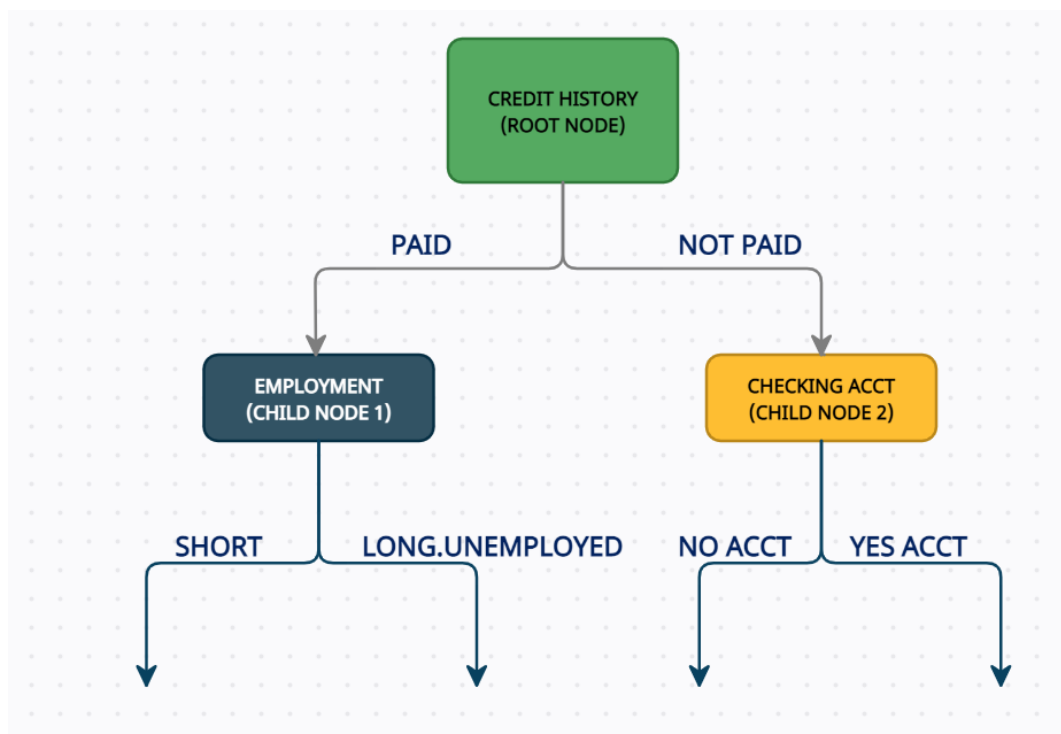 CREDIT HISTORY
(ROOT NODE)
PAID
NOT PAID
EMPLOYMENT
(CHILD NODE 1)
CHECKING ACCT
(CHILD NODE 2)
SHORT
LONG.UNEMPLOYED
NO ACCT
YES ACCT